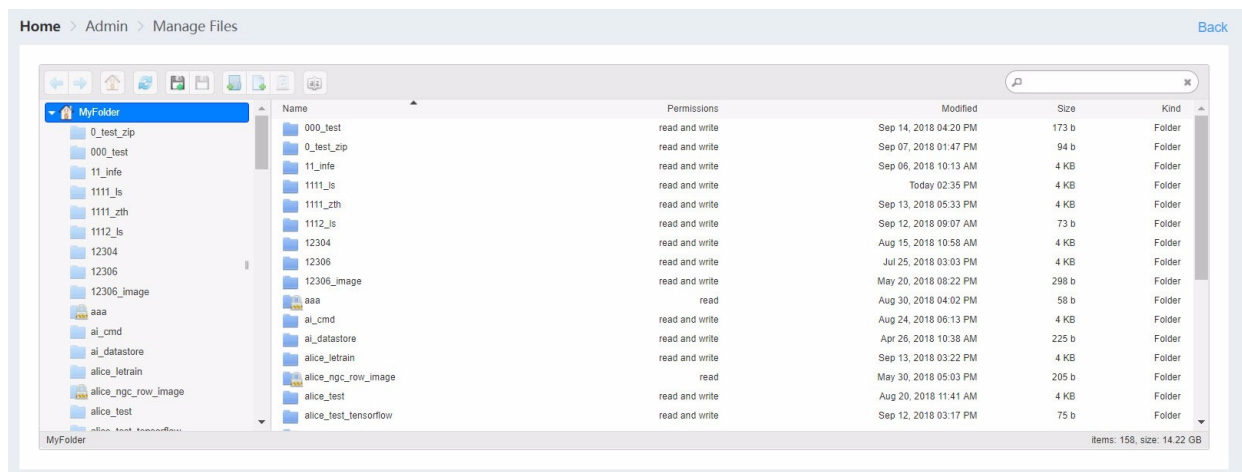 Home > Admin > Manage Files Back
MyFolder
0_test_zip
000_test
11_infe
1111_ls
1111_zth
1112_ls
12304
12306
12306_image
aaa
ai_cmd
ai_datastore
alice_letrain
alice_ngc_row_image
alice_test
alice_test_tensorflow
Name Permissions Modified Size Kind
000_test read and write Sep 14, 2018 04:20 PM 173 b Folder
0_test_zip read and write Sep 07, 2018 01:47 PM 94 b Folder
11_infe read and write Sep 06, 2018 10:13 AM 4 KB Folder
1111_ls read and write Today 02:35 PM 4 KB Folder
1111_zth read and write Sep 13, 2018 05:33 PM 4 KB Folder
1112_ls read and write Sep 12, 2018 09:07 AM 73 b Folder
12304 read and write Aug 15, 2018 10:58 AM 4 KB Folder
12306 read and write Jul 25, 2018 03:03 PM 4 KB Folder
12306_image read and write May 20, 2018 08:22 PM 298 b Folder
aaa read Aug 30, 2018 04:02 PM 58 b Folder
ai_cmd read and write Aug 24, 2018 06:13 PM 4 KB Folder
ai_datastore read and write Apr 26, 2018 10:38 AM 225 b Folder
alice_letrain read and write Sep 13, 2018 03:22 PM 4 KB Folder
alice_ngc_row_image read May 30, 2018 05:03 PM 205 b Folder
alice_test read and write Aug 20, 2018 11:41 AM 4 KB Folder
alice_test_tensorflow read and write Sep 12, 2018 03:17 PM 75 b Folder
MyFolder items: 158, size: 14.22 GB